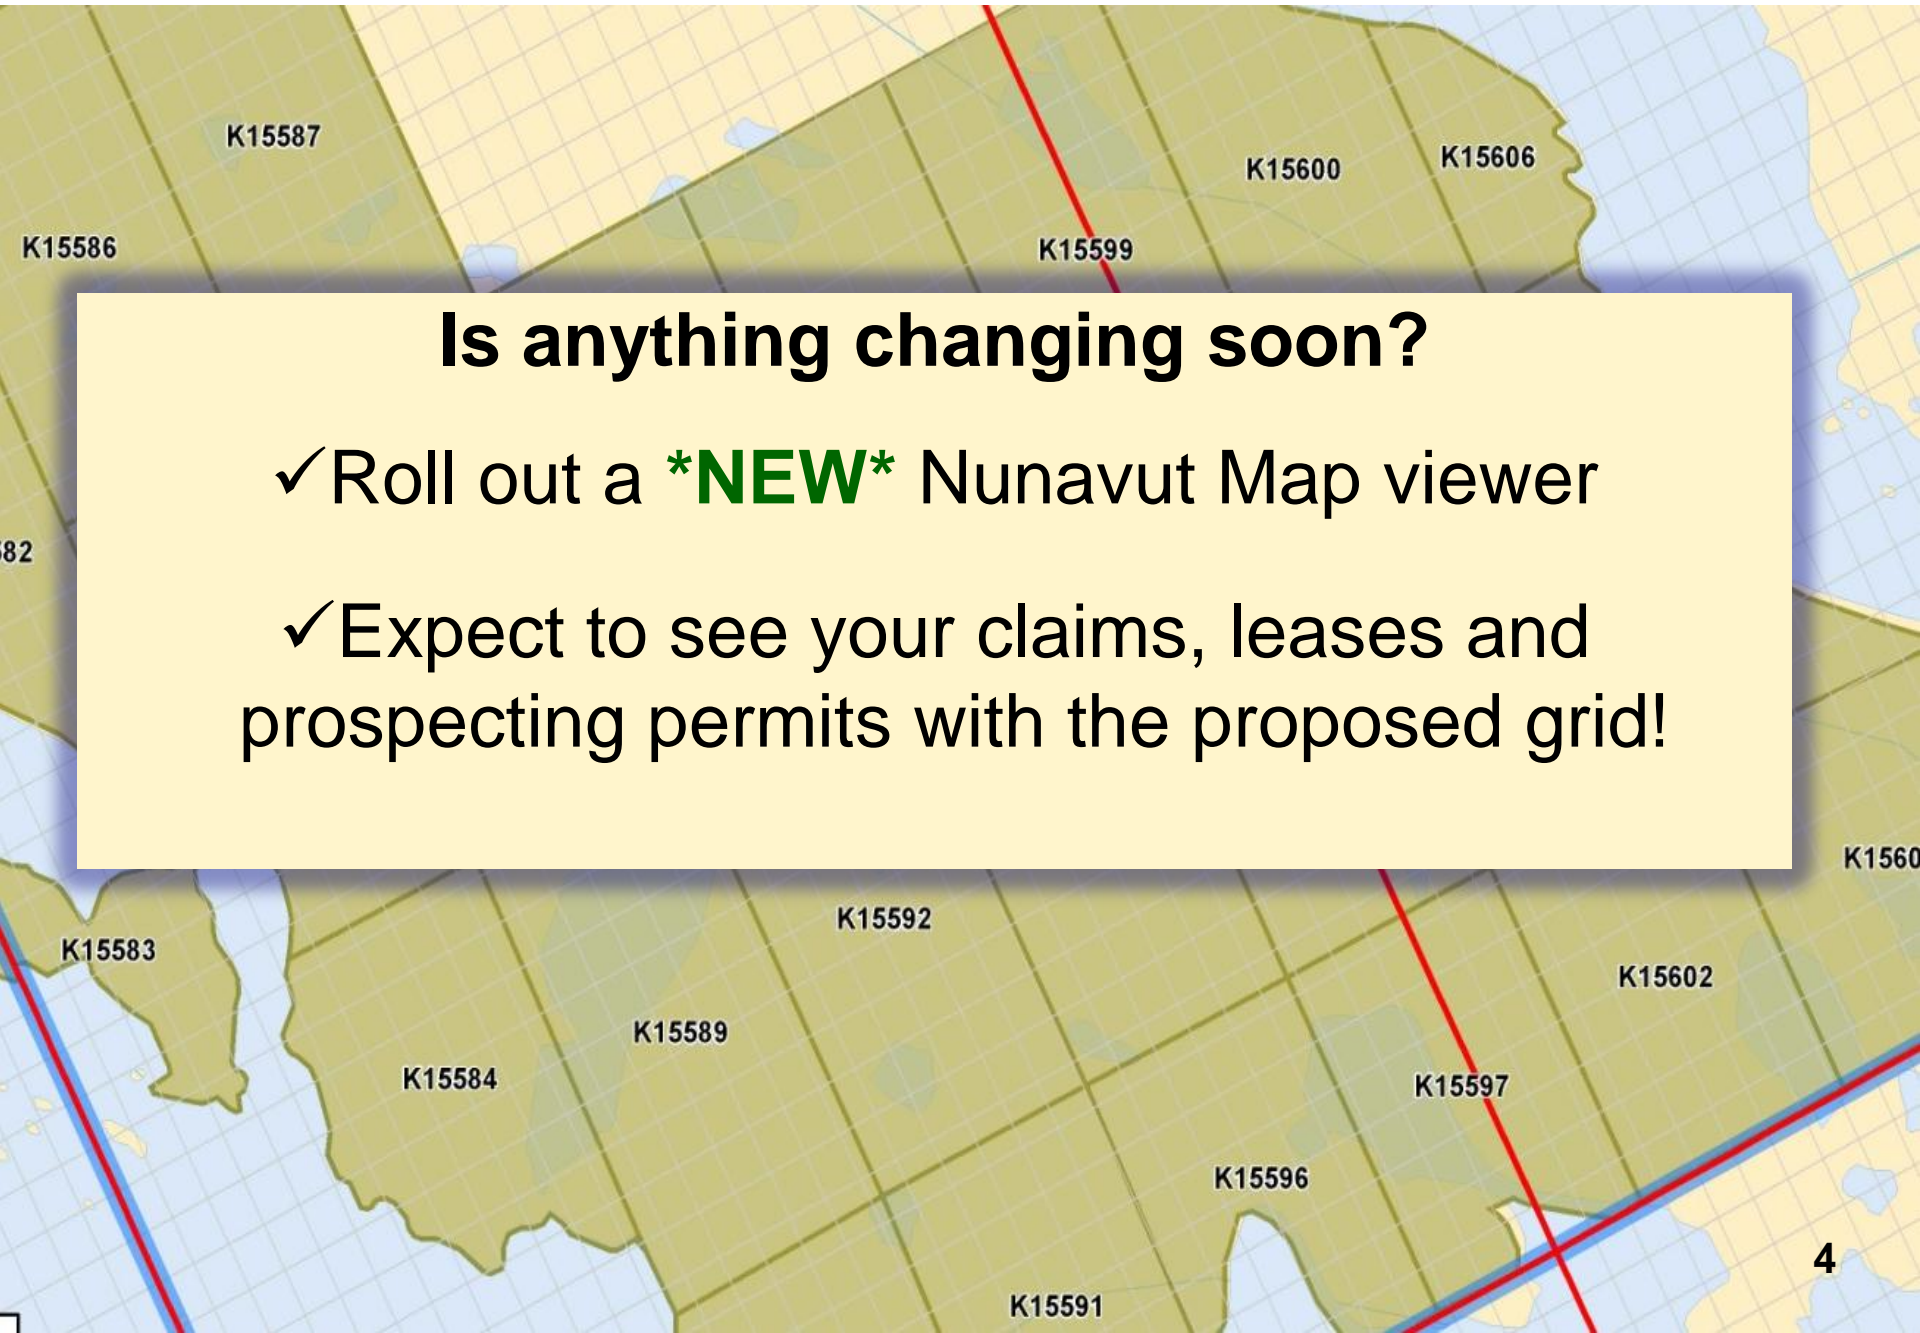 K15587
K15600
K15606
K15586
K15599
Is anything changing soon?
✓Roll out a *NEW* Nunavut Map viewer
82
✓Expect to see your claims, leases and
prospecting permits with the proposed grid!
K1560
K15592
K15583
K15602
K15589
K15584
K15597
K15596
4
K15591